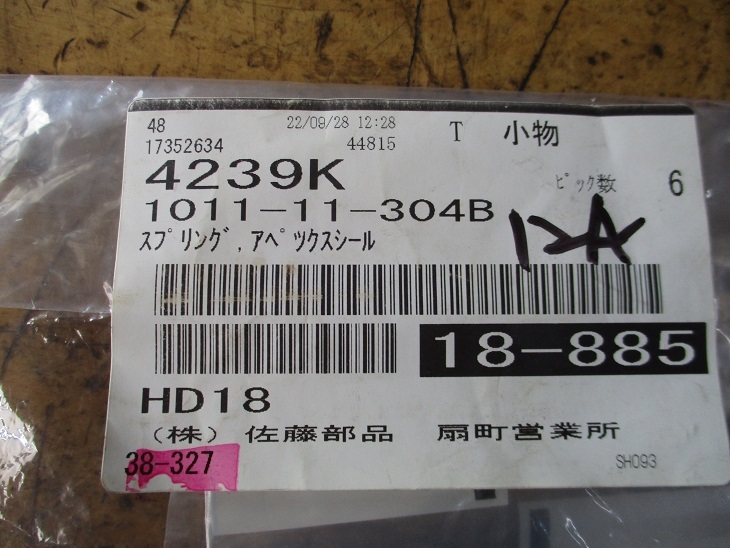 48 22/09/28 12:28 T 小物
17352634 44815
4239K ピック数 6
1011-11-304B
スプリング,アペツクスシール
18-885
HD18
(株) 佐藤部品 扇町営業所
38-327 SH093